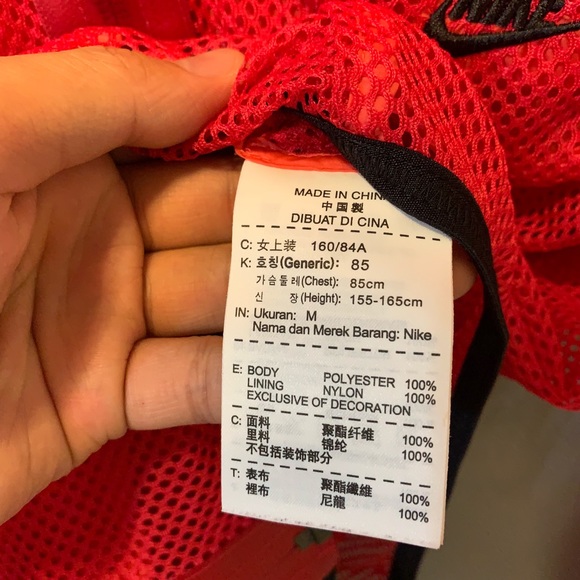 MADE IN CHINA
中国製
DIBUAT DI CINA
C: 女上装 160/84A
K: 호칭(Generic): 85
가슴둘레(Chest): 85cm
신 장(Height): 155-165cm
IN: Ukuran: M
Nama dan Merek Barang: Nike
E: BODY POLYESTER 100%
LINING NYLON 100%
EXCLUSIVE OF DECORATION
C: 面料 聚酯纤维 100%
里料 锦纶 100%
不包括装饰部分
T: 表布 聚酯纖維 100%
裡布 尼龍 100%
100%